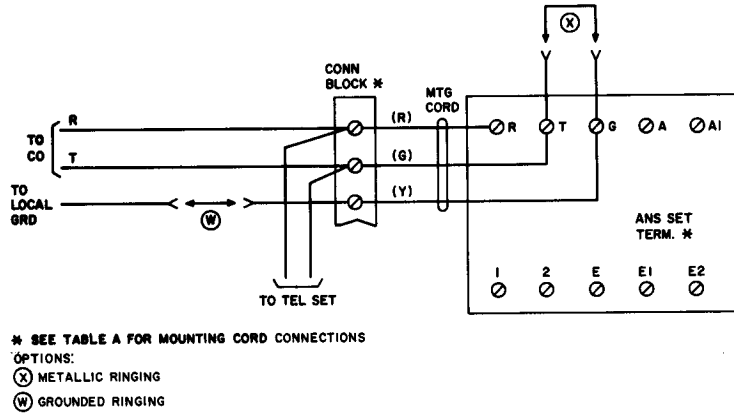 X
CONN
BLOCK *
MTG
CORD
R
(R)
R
T
G
A
A1
TO
CO
T
(G)
TO
LOCAL
GRD
W
(Y)
ANS SET
TERM. *
1
2
E
E1
E2
TO TEL SET
* SEE TABLE A FOR MOUNTING CORD CONNECTIONS
OPTIONS:
X METALLIC RINGING
W GROUNDED RINGING